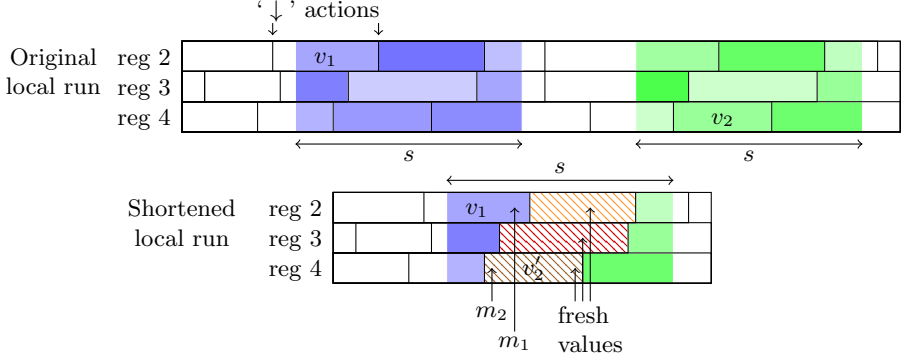 ‘ ↓ ’ actions
Original
local run
reg 2
v₁
reg 3
reg 4
v₂
s
s
s
Shortened
local run
reg 2
v₁
reg 3
reg 4
v₂′
m₂
m₁
fresh
values